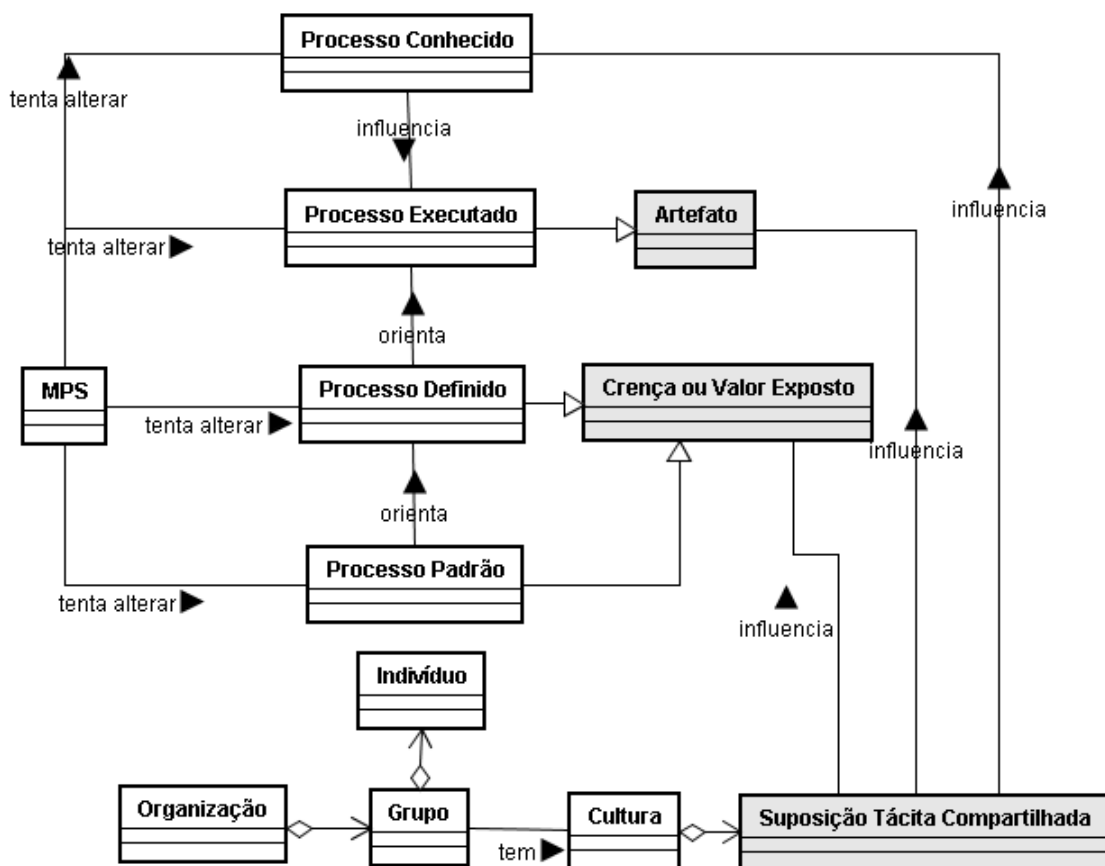 Processo Conhecido
tenta alterar
influencia
influencia
Processo Executado
Artefato
tenta alterar
orienta
MPS
Processo Definido
Crença ou Valor Exposto
tenta alterar
influencia
orienta
Processo Padrão
tenta alterar
influencia
Indivíduo
Organização
Grupo
Cultura
Suposição Tácita Compartilhada
tem